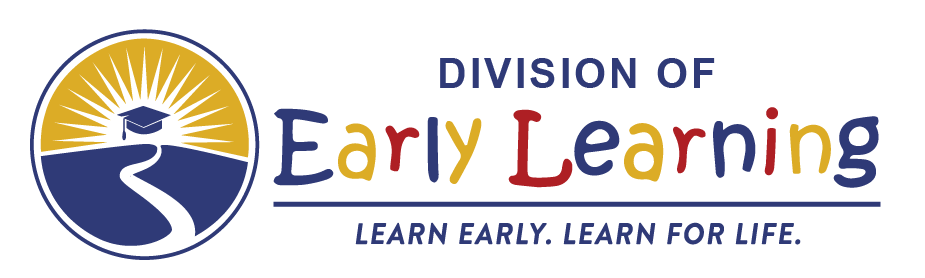 DIVISION OF
Early Learning
LEARN EARLY. LEARN FOR LIFE.